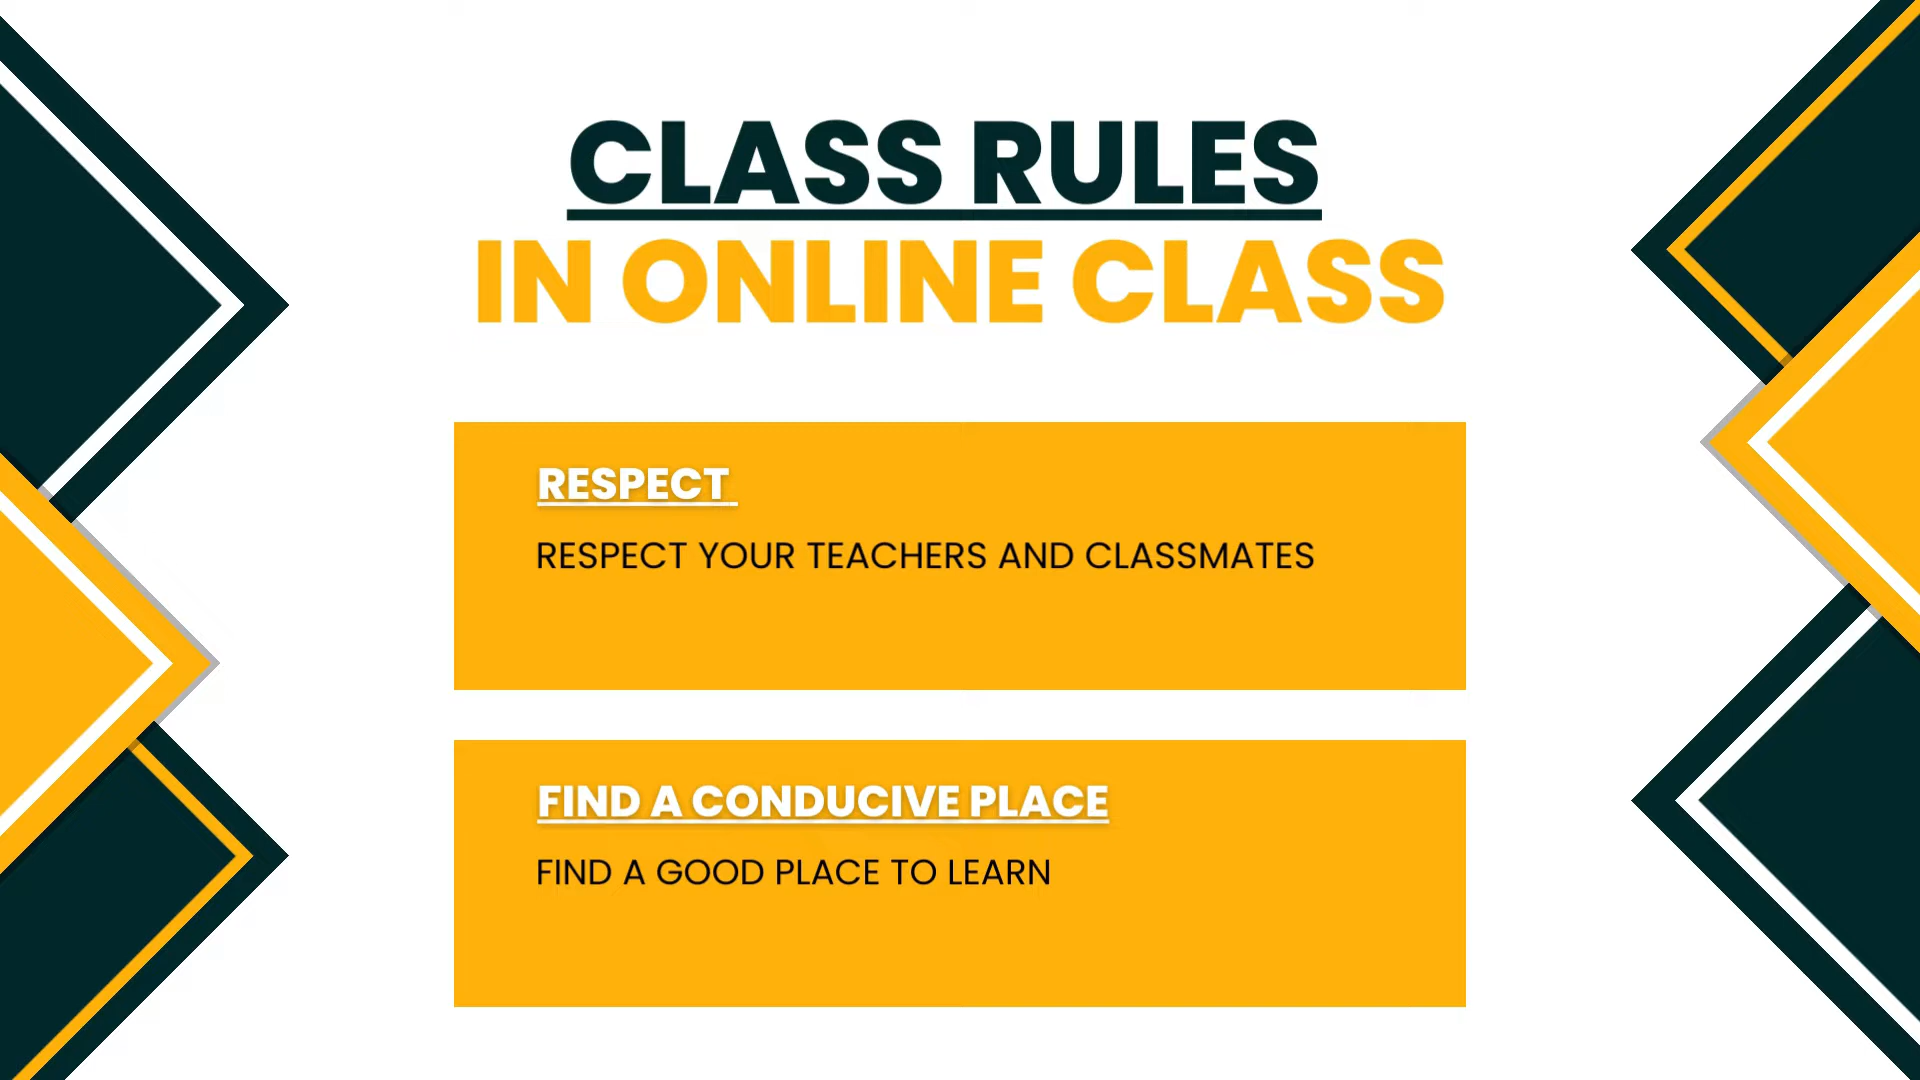 CLASS RULES
IN ONLINE CLASS
RESPECT
RESPECT YOUR TEACHERS AND CLASSMATES
FIND A CONDUCIVE PLACE
FIND A GOOD PLACE TO LEARN